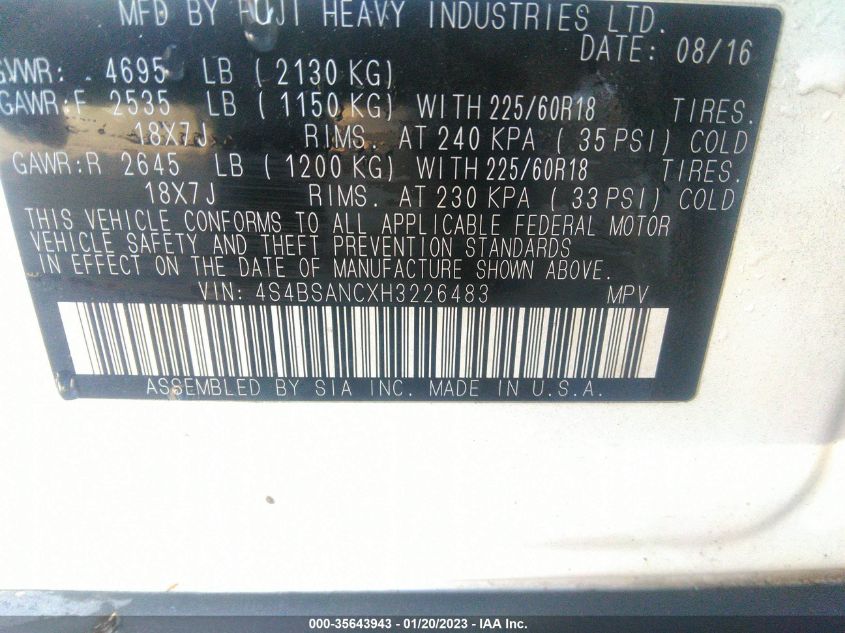 MFD BY FUJI HEAVY INDUSTRIES LTD.
DATE: 08/16
GVWR: 4695 LB ( 2130 KG)
GAWR:F 2535 LB ( 1150 KG) WITH 225/60R18 TIRES.
18X7J RIMS. AT 240 KPA ( 35 PSI) COLD
GAWR:R 2645 LB ( 1200 KG) WITH 225/60R18 TIRES.
18X7J RIMS. AT 230 KPA ( 33 PSI) COLD
THIS VEHICLE CONFORMS TO ALL APPLICABLE FEDERAL MOTOR
VEHICLE SAFETY AND THEFT PREVENTION STANDARDS
IN EFFECT ON THE DATE OF MANUFACTURE SHOWN ABOVE.
VIN: 4S4BSANCXH3226483 MPV
ASSEMBLED BY SIA INC. MADE IN U.S.A.
000-35643943 / 01/20/2023 - IAA Inc.